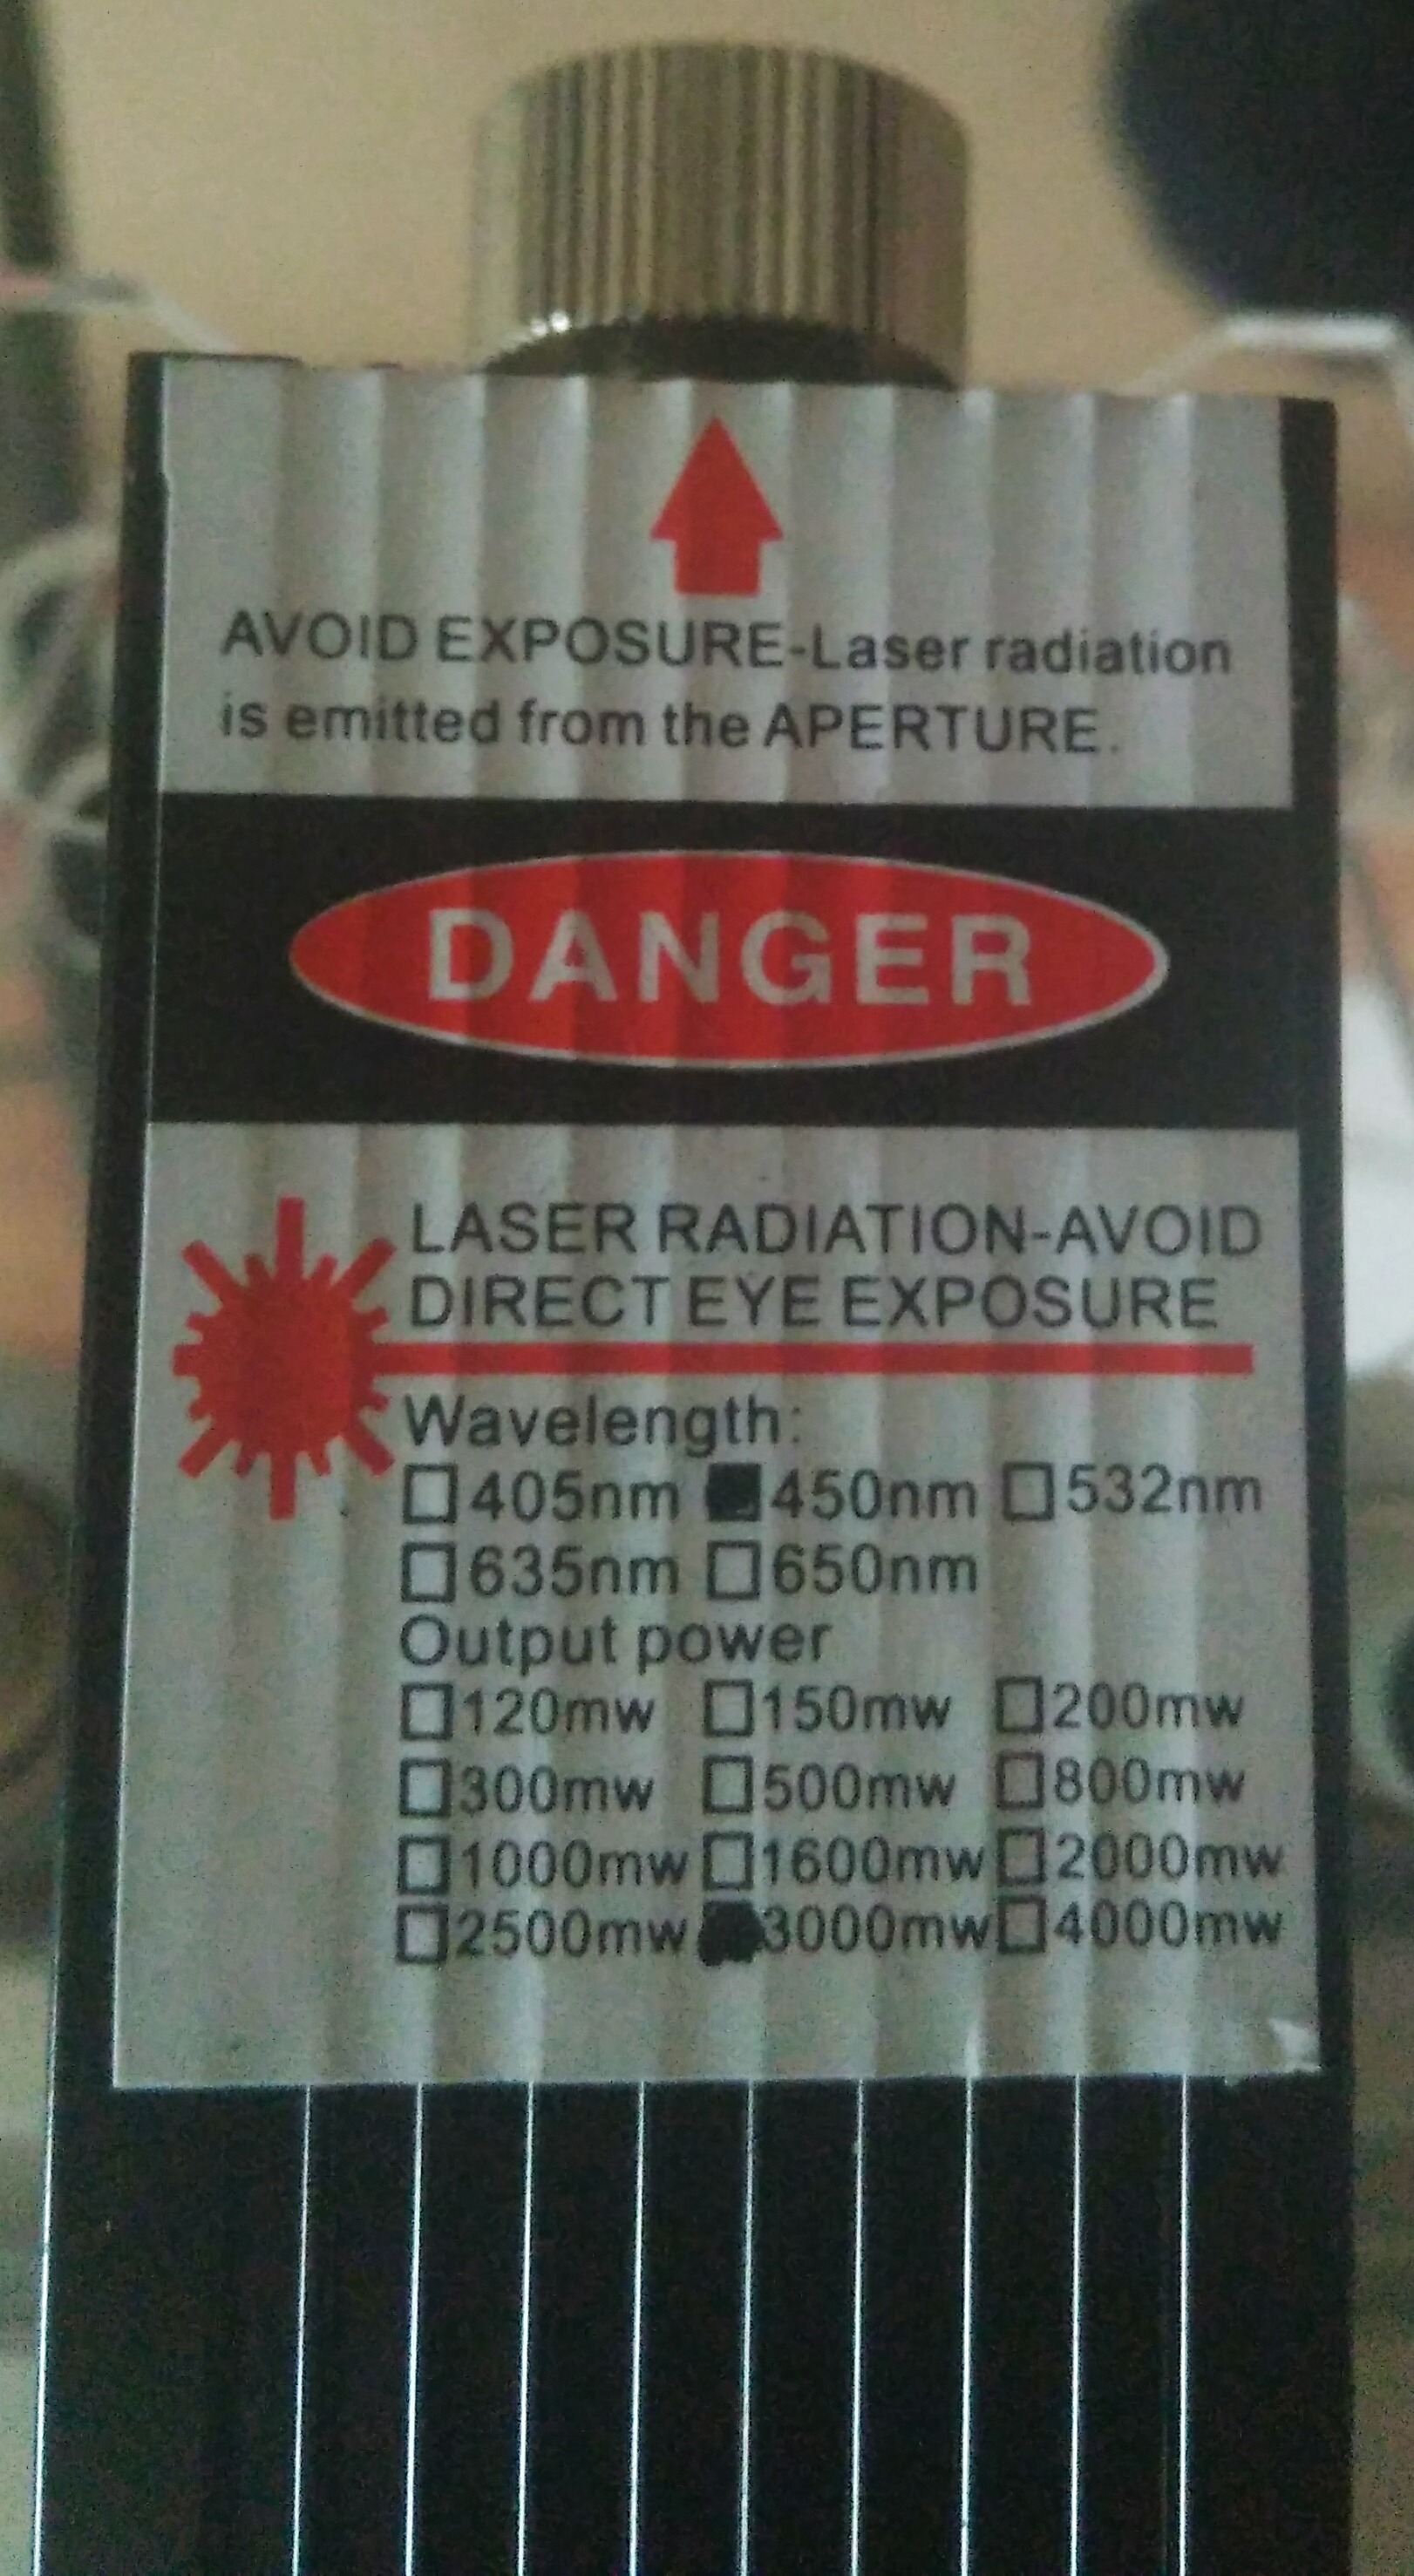 AVOID EXPOSURE-Laser radiation
is emitted from the APERTURE.
DANGER
LASER RADIATION-AVOID
DIRECT EYE EXPOSURE
Wavelength:
☐405nm ■450nm ☐532nm
☐635nm ☐650nm
Output power
☐120mw ☐150mw ☐200mw
☐300mw ☐500mw ☐800mw
☐1000mw ☐1600mw ☐2000mw
☐2500mw ■3000mw ☐4000mw